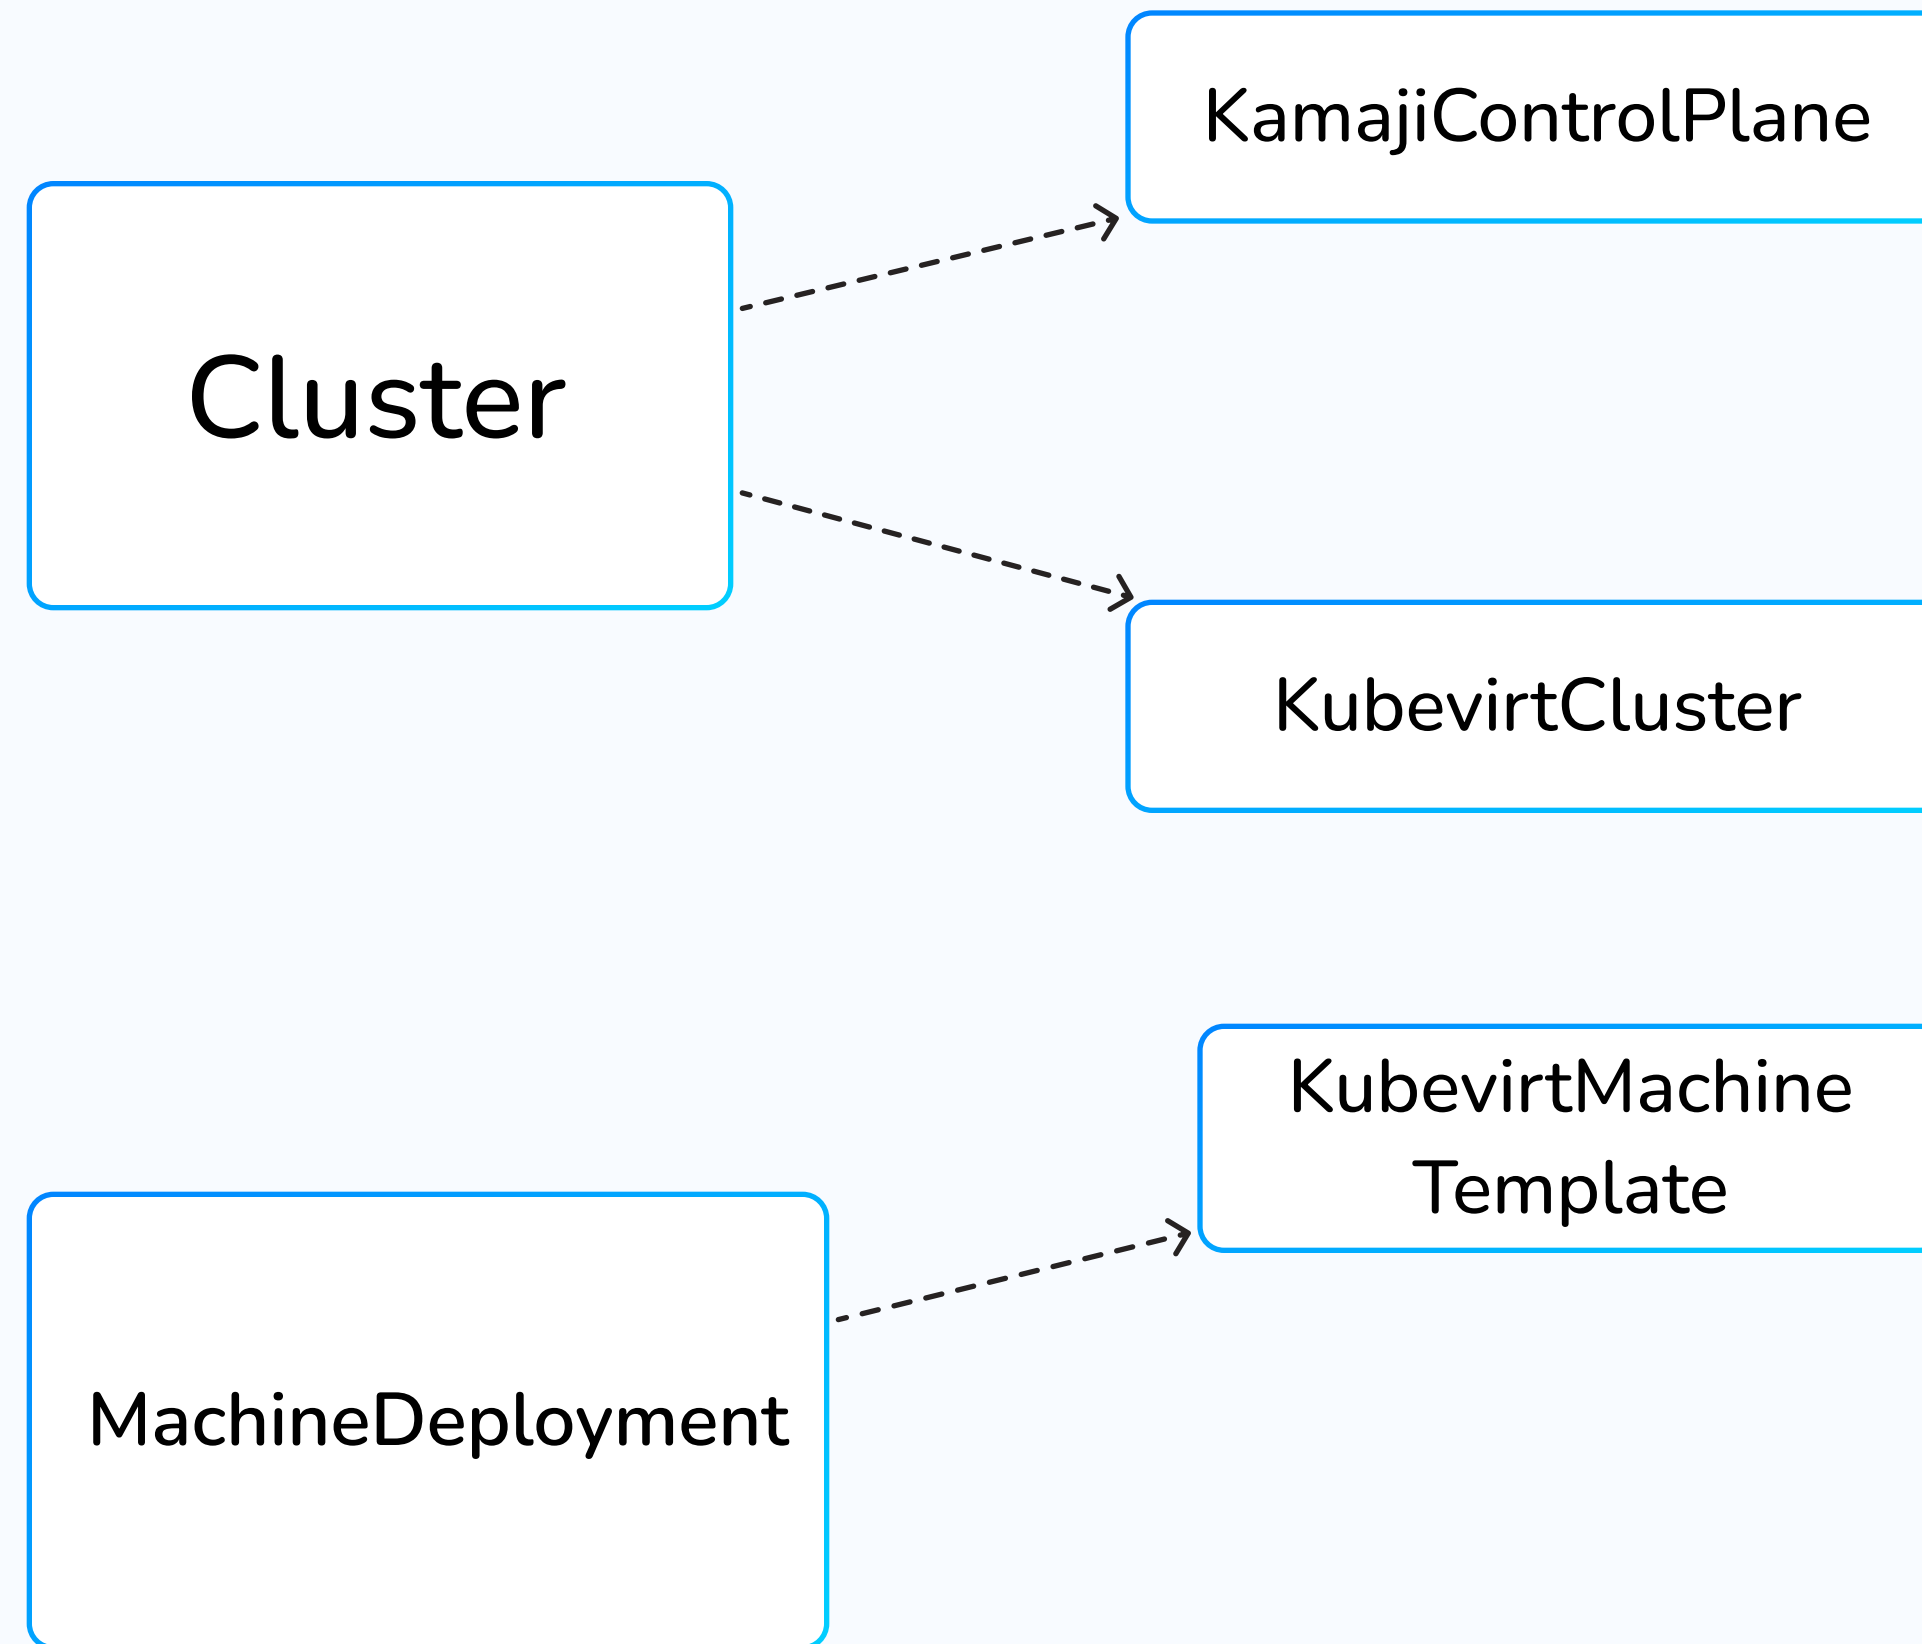 KamajiControlPlane
Cluster
KubevirtCluster
KubevirtMachine
Template
MachineDeployment